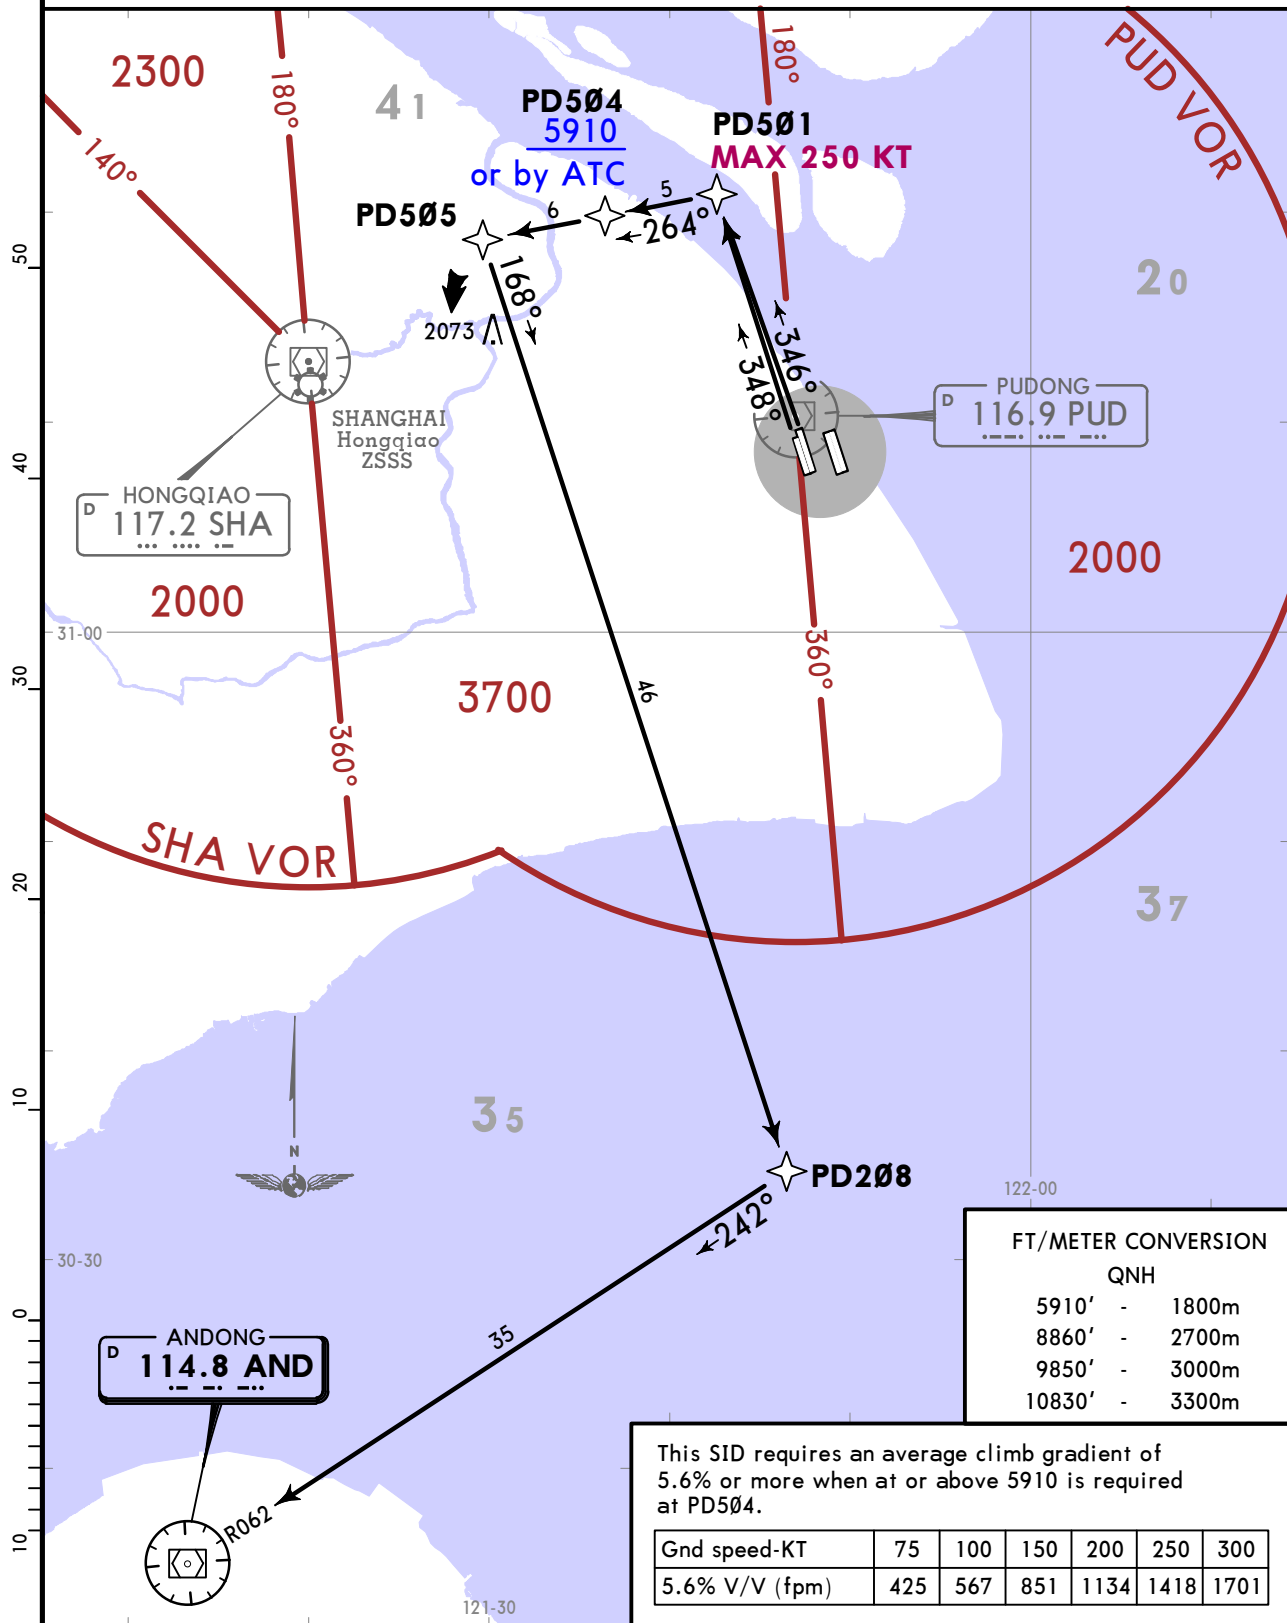 2300
180°
140°
41
PD5Ø4
5910
or by ATC
180°
PD5Ø1
MAX 250 KT
PUD VOR
PD5Ø5
6
5
264°
50
168°
2073
346°
348°
20
SHANGHAI
Hongqiao
ZSSS
PUDONG
D 116.9 PUD
40
HONGQIAO
D 117.2 SHA
2000
2000
31-00
360°
30
3700
46
360°
SHA VOR
20
37
10
35
N
PD2Ø8
122-00
242°
30-30
0
35
ANDONG
D 114.8 AND
R062
10
121-30
FT/METER CONVERSION
QNH
5910' - 1800m
8860' - 2700m
9850' - 3000m
10830' - 3300m
This SID requires an average climb gradient of
5.6% or more when at or above 5910 is required
at PD5Ø4.
Gnd speed-KT 75 100 150 200 250 300
5.6% V/V (fpm) 425 567 851 1134 1418 1701